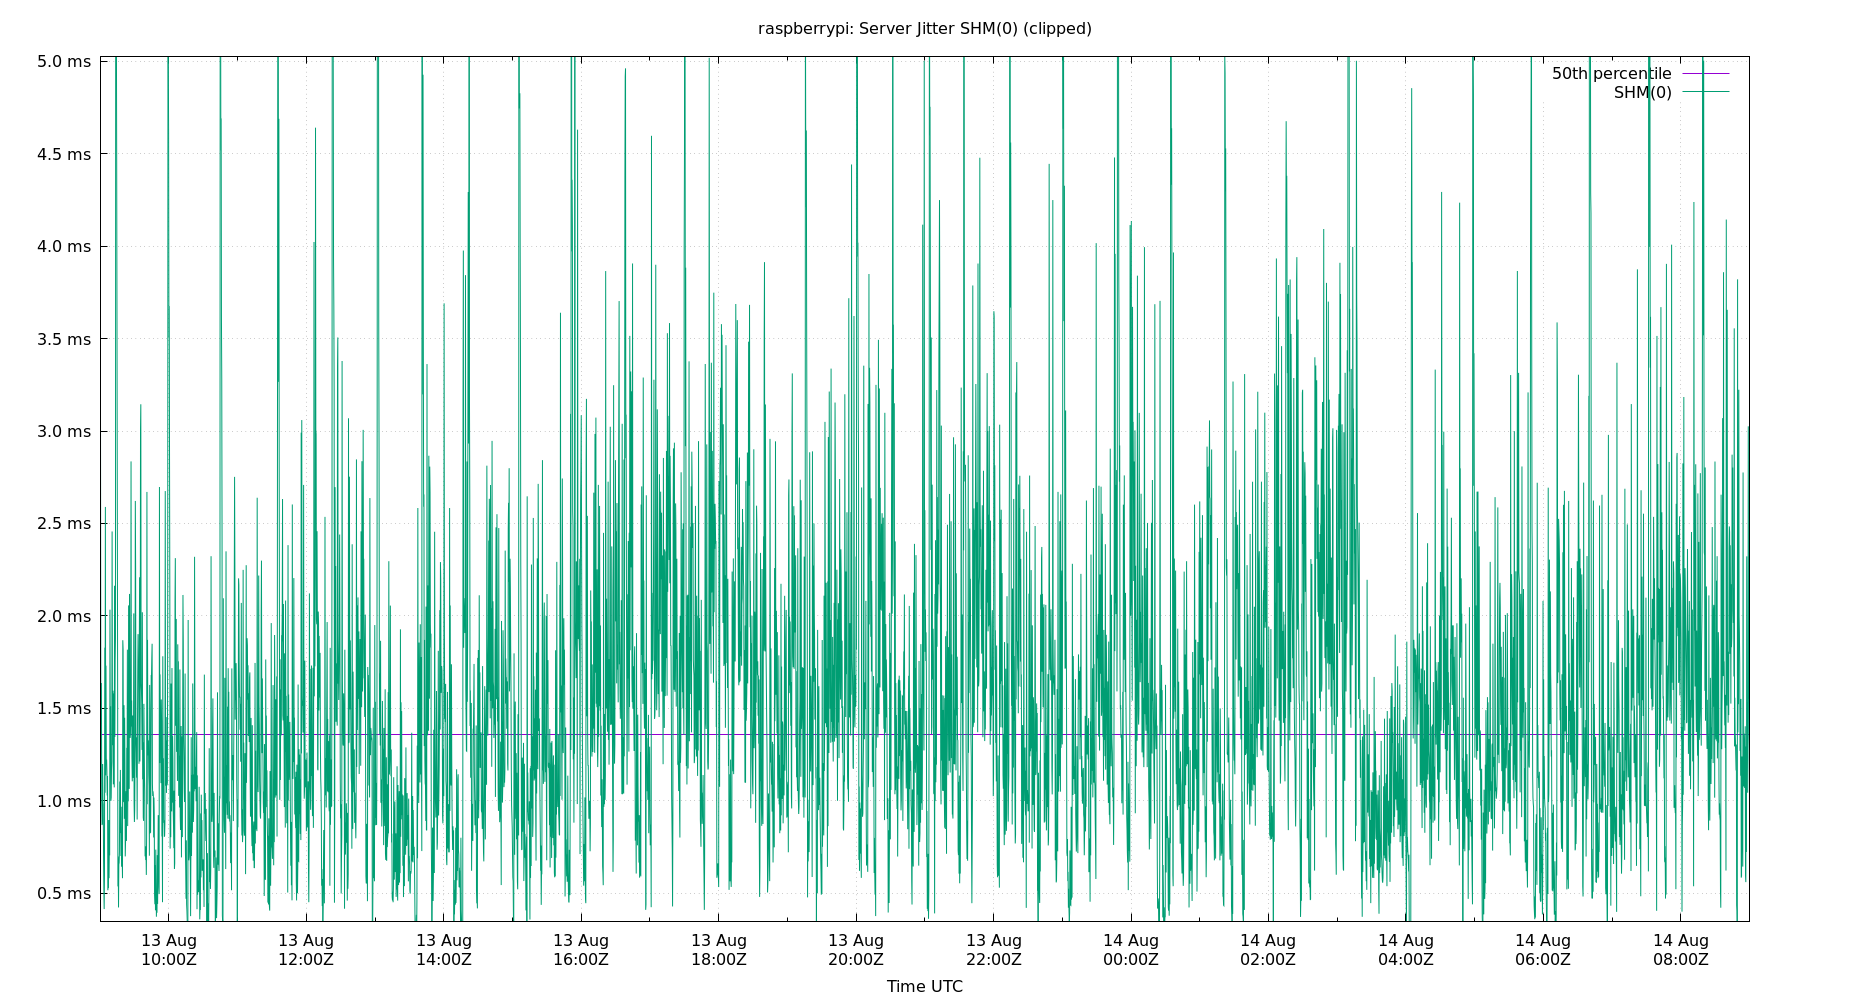 raspberrypi: Server Jitter SHM(0) (clipped)
5.0 ms
4.5 ms
4.0 ms
3.5 ms
3.0 ms
2.5 ms
2.0 ms
1.5 ms
1.0 ms
0.5 ms
50th percentile
SHM(0)
13 Aug
10:00Z
13 Aug
12:00Z
13 Aug
14:00Z
13 Aug
16:00Z
13 Aug
18:00Z
13 Aug
20:00Z
13 Aug
22:00Z
14 Aug
00:00Z
14 Aug
02:00Z
14 Aug
04:00Z
14 Aug
06:00Z
14 Aug
08:00Z
Time UTC